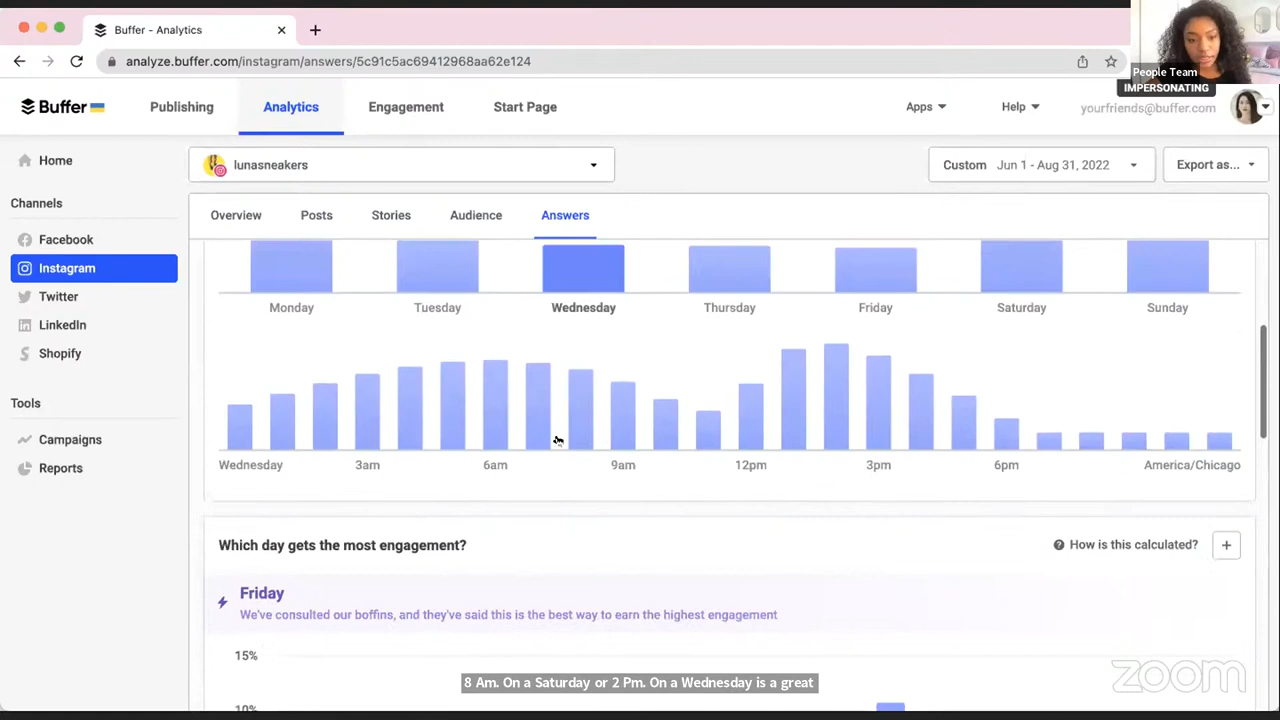 Buffer - Analytics
analyze.buffer.com/instagram/answers/5c91c5ac69412968aa62e124
People Team
IMPERSONATING
Buffer
Publishing
Analytics
Engagement
Start Page
Apps
Help
yourfriends@buffer.com
Home
Channels
Facebook
Instagram
Twitter
LinkedIn
Shopify
Tools
Campaigns
Reports
lunasneakers
Custom Jun 1 - Aug 31, 2022
Export as...
Overview
Posts
Stories
Audience
Answers
Monday
Tuesday
Wednesday
Thursday
Friday
Saturday
Sunday
Wednesday
3am
6am
9am
12pm
3pm
6pm
America/Chicago
Which day gets the most engagement?
How is this calculated?
Friday
We've consulted our boffins, and they've said this is the best way to earn the highest engagement
15%
10%
8 Am. On a Saturday or 2 Pm. On a Wednesday is a great
zoom